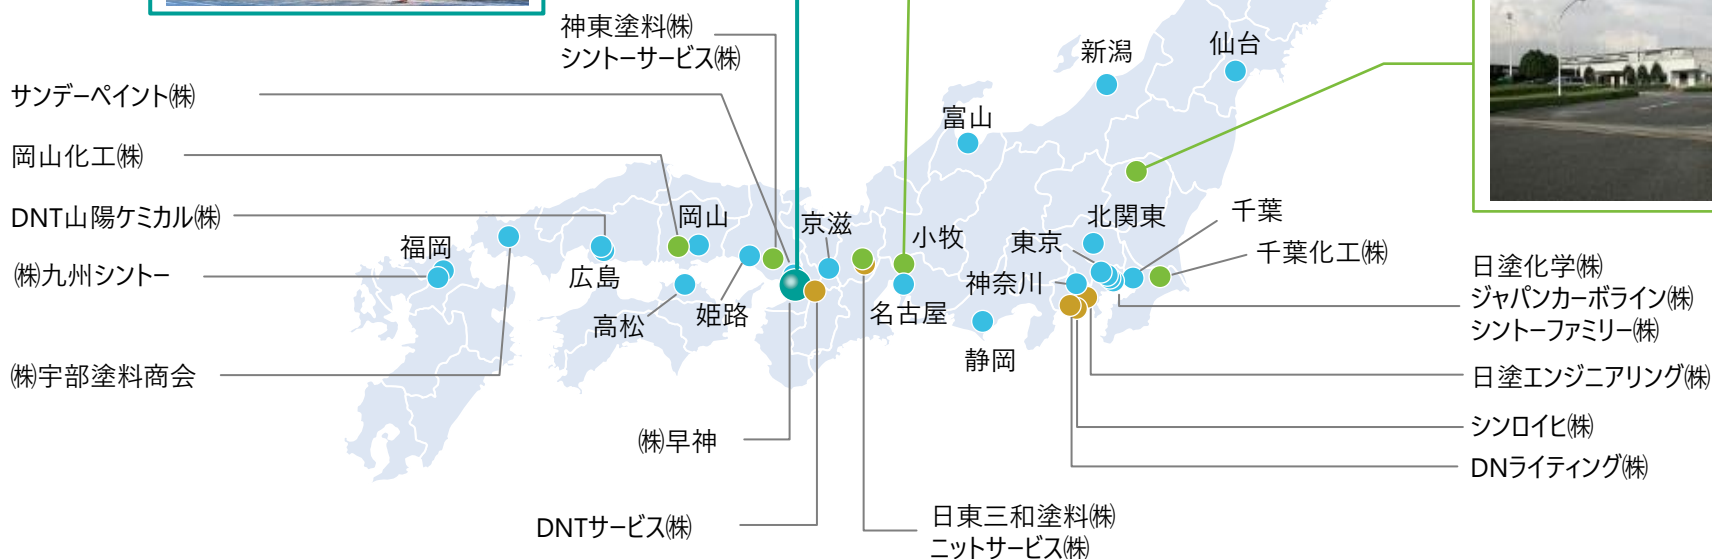 神東塗料㈱
シントーサービス㈱
サンデーペイント㈱
岡山化工㈱
DNT山陽ケミカル㈱
㈱九州シントー
㈱宇部塗料商会
㈱早神
DNTサービス㈱
日東三和塗料㈱
ニットサービス㈱
福岡
広島
岡山
高松
姫路
京滋
小牧
名古屋
富山
新潟
仙台
静岡
北関東
東京
神奈川
千葉
千葉化工㈱
日塗化学㈱
ジャパンカーボライン㈱
シントーファミリー㈱
日塗エンジニアリング㈱
シンロイヒ㈱
DNライティング㈱